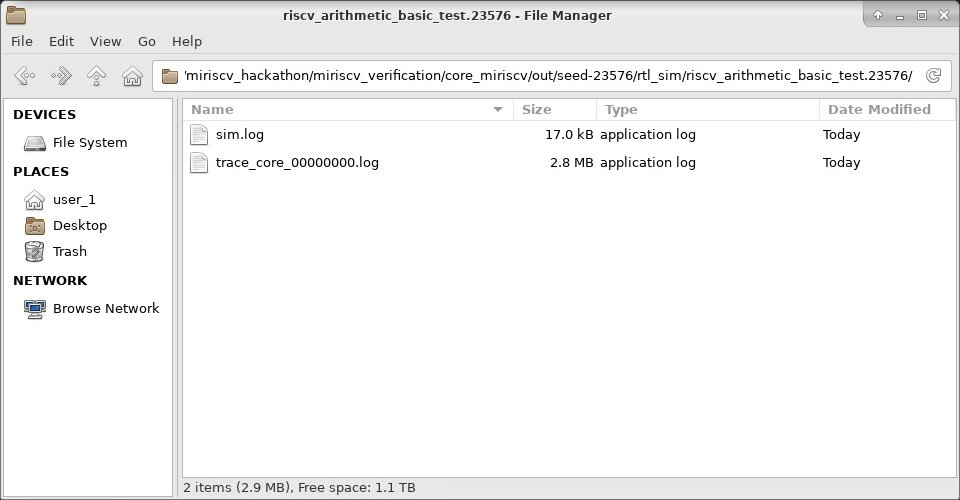 riscv_arithmetic_basic_test.23576 - File Manager
File Edit View Go Help
'miriscv_hackathon/miriscv_verification/core_miriscv/out/seed-23576/rtl_sim/riscv_arithmetic_basic_test.23576/
DEVICES
File System
PLACES
user_1
Desktop
Trash
NETWORK
Browse Network
Name Size Type Date Modified
sim.log 17.0 kB application log Today
trace_core_00000000.log 2.8 MB application log Today
2 items (2.9 MB), Free space: 1.1 TB